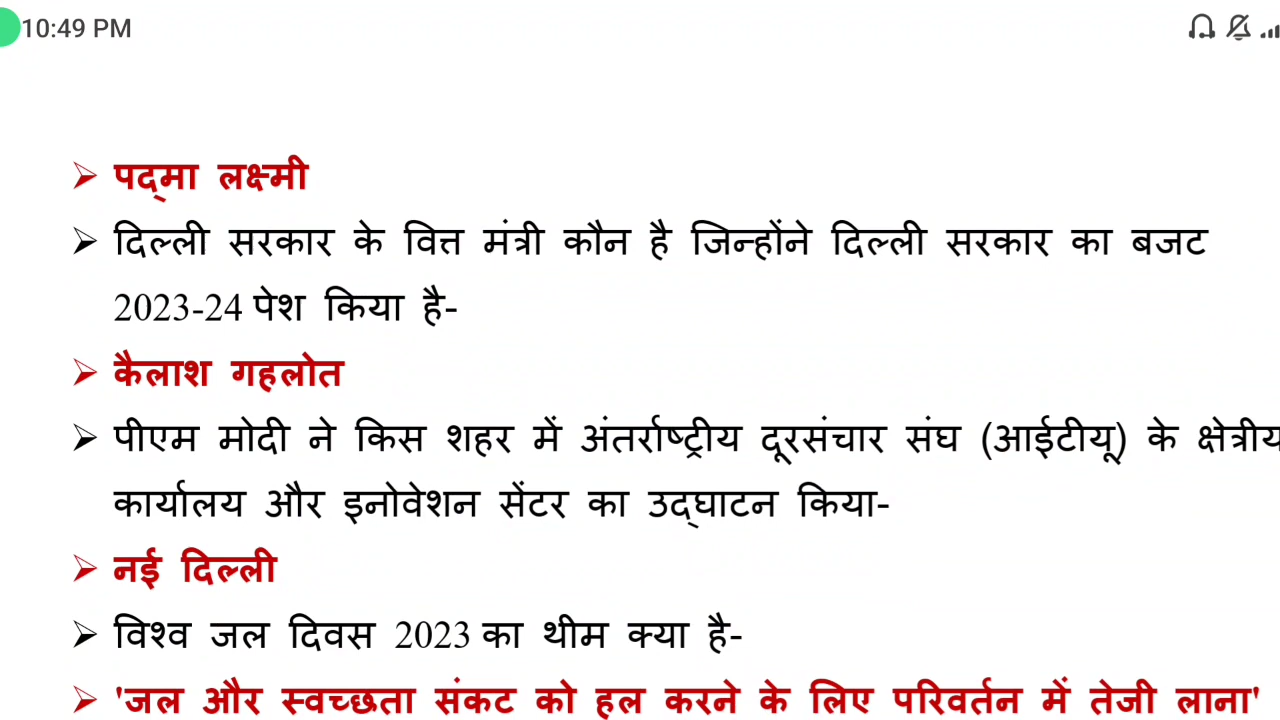 10:49 PM
➢ पद्मा लक्ष्मी
➢ दिल्ली सरकार के वित्त मंत्री कौन है जिन्होंने दिल्ली सरकार का बजट
2023-24 पेश किया है-
➢ कैलाश गहलोत
➢ पीएम मोदी ने किस शहर में अंतर्राष्ट्रीय दूरसंचार संघ (आईटीयू) के क्षेत्रीय
कार्यालय और इनोवेशन सेंटर का उद्घाटन किया-
➢ नई दिल्ली
➢ विश्व जल दिवस 2023 का थीम क्या है-
➢ 'जल और स्वच्छता संकट को हल करने के लिए परिवर्तन में तेजी लाना'